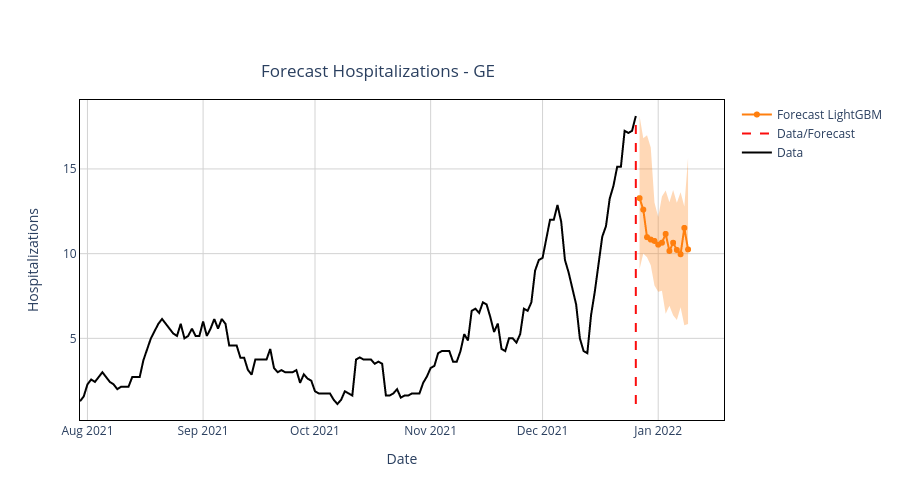 Forecast Hospitalizations - GE
Forecast LightGBM
Data/Forecast
Data
Hospitalizations
15
10
5
Aug 2021
Sep 2021
Oct 2021
Nov 2021
Dec 2021
Jan 2022
Date